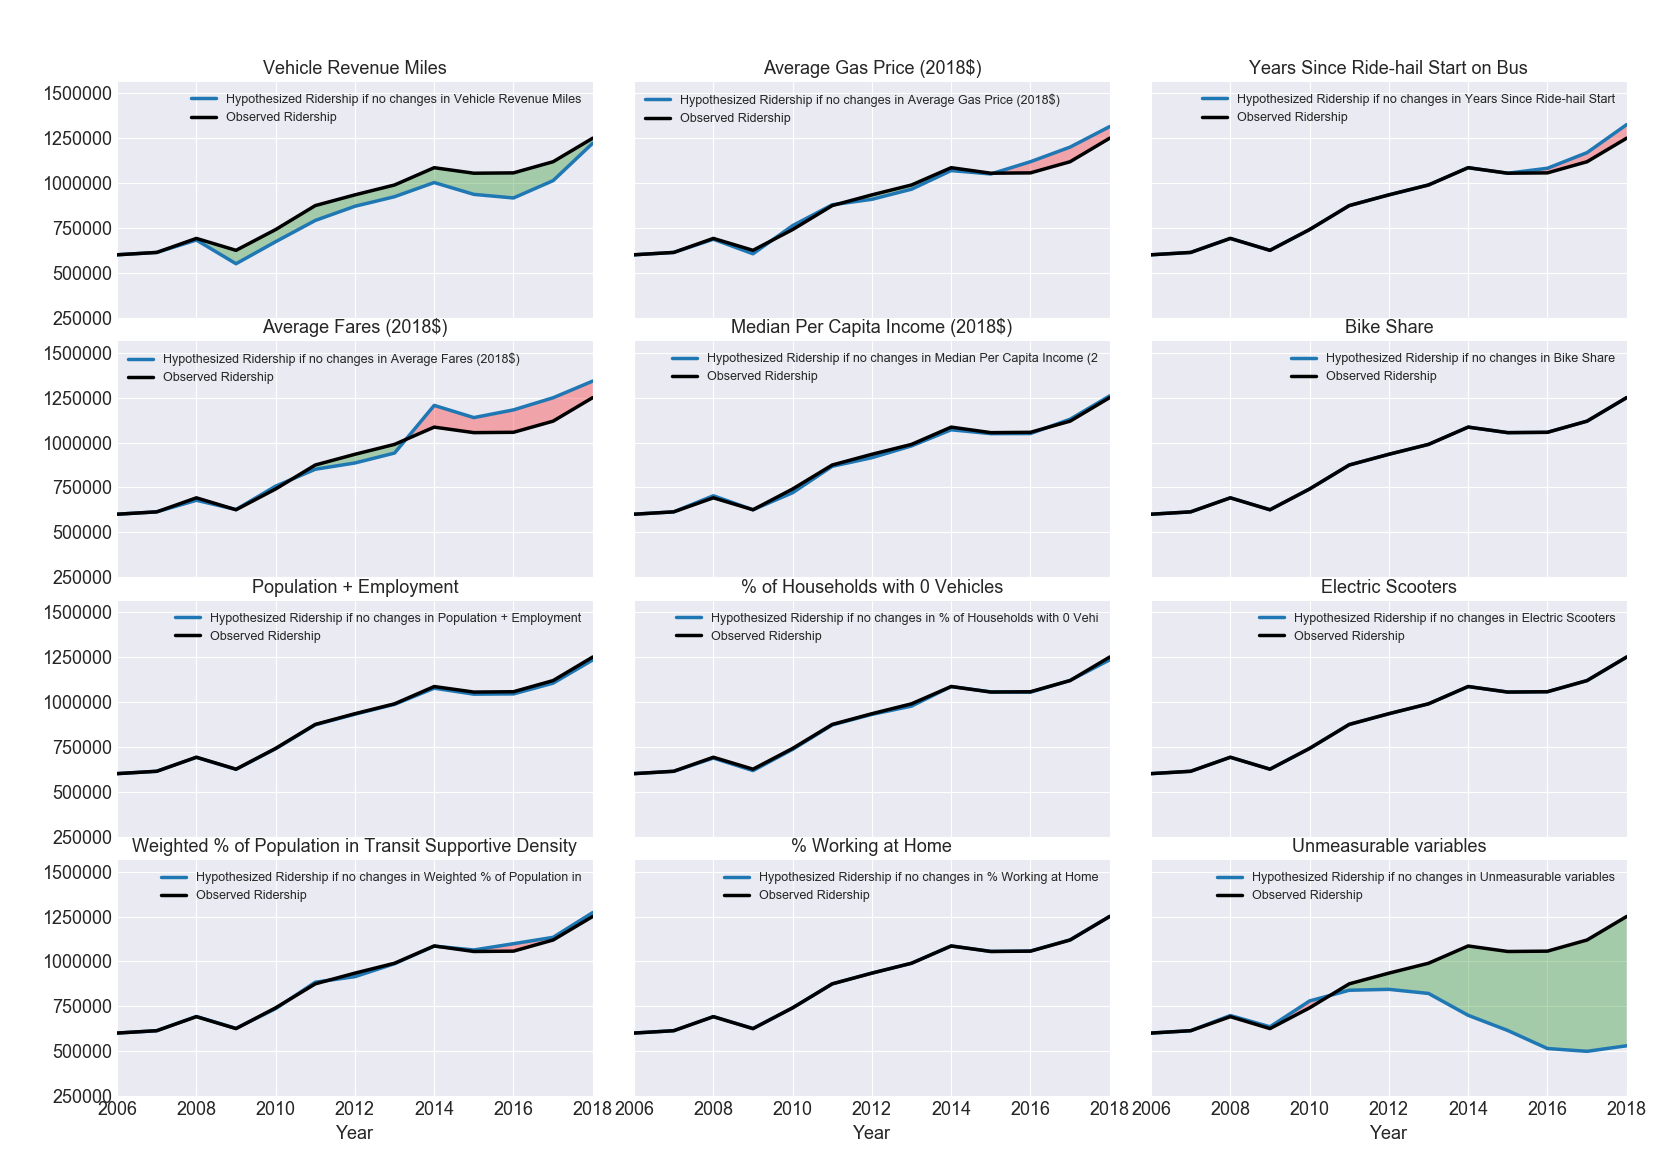 Vehicle Revenue Miles
Average Gas Price (2018$)
Years Since Ride-hail Start on Bus
1500000
1250000
1000000
750000
500000
250000
Hypothesized Ridership if no changes in Vehicle Revenue Miles
Observed Ridership
Hypothesized Ridership if no changes in Average Gas Price (2018$)
Observed Ridership
Hypothesized Ridership if no changes in Years Since Ride-hail Start
Observed Ridership
Average Fares (2018$)
Median Per Capita Income (2018$)
Bike Share
1500000
1250000
1000000
750000
500000
250000
Hypothesized Ridership if no changes in Average Fares (2018$)
Observed Ridership
Hypothesized Ridership if no changes in Median Per Capita Income (2
Observed Ridership
Hypothesized Ridership if no changes in Bike Share
Observed Ridership
Population + Employment
% of Households with 0 Vehicles
Electric Scooters
1500000
1250000
1000000
750000
500000
250000
Hypothesized Ridership if no changes in Population + Employment
Observed Ridership
Hypothesized Ridership if no changes in % of Households with 0 Vehi
Observed Ridership
Hypothesized Ridership if no changes in Electric Scooters
Observed Ridership
Weighted % of Population in Transit Supportive Density
% Working at Home
Unmeasurable variables
1500000
1250000
1000000
750000
500000
250000
Hypothesized Ridership if no changes in Weighted % of Population in
Observed Ridership
Hypothesized Ridership if no changes in % Working at Home
Observed Ridership
Hypothesized Ridership if no changes in Unmeasurable variables
Observed Ridership
2006 2008 2010 2012 2014 2016 2018
2006 2008 2010 2012 2014 2016 2018
2006 2008 2010 2012 2014 2016 2018
Year
Year
Year